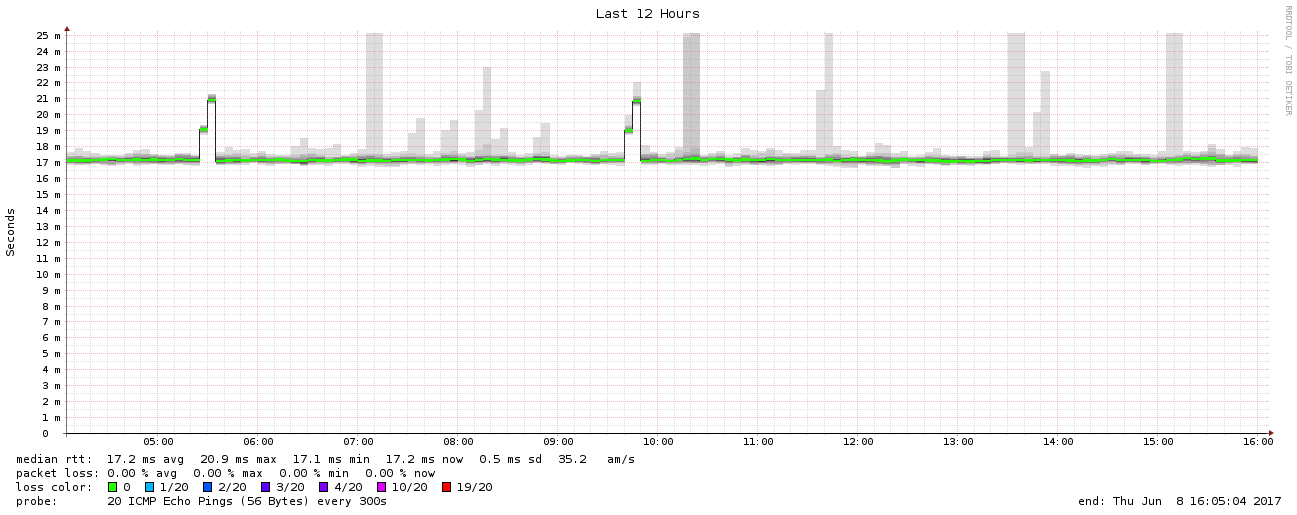 Last 12 Hours
RRDTOOL / TOBI OETIKER
25 m
24 m
23 m
22 m
21 m
20 m
19 m
18 m
17 m
16 m
15 m
14 m
13 m
12 m
11 m
10 m
9 m
8 m
7 m
6 m
5 m
4 m
3 m
2 m
1 m
0
Seconds
05:00 06:00 07:00 08:00 09:00 10:00 11:00 12:00 13:00 14:00 15:00 16:00
median rtt: 17.2 ms avg 20.9 ms max 17.1 ms min 17.2 ms now 0.5 ms sd 35.2 am/s
packet loss: 0.00 % avg 0.00 % max 0.00 % min 0.00 % now
loss color: 0 1/20 2/20 3/20 4/20 10/20 19/20
probe: 20 ICMP Echo Pings (56 Bytes) every 300s end: Thu Jun 8 16:05:04 2017